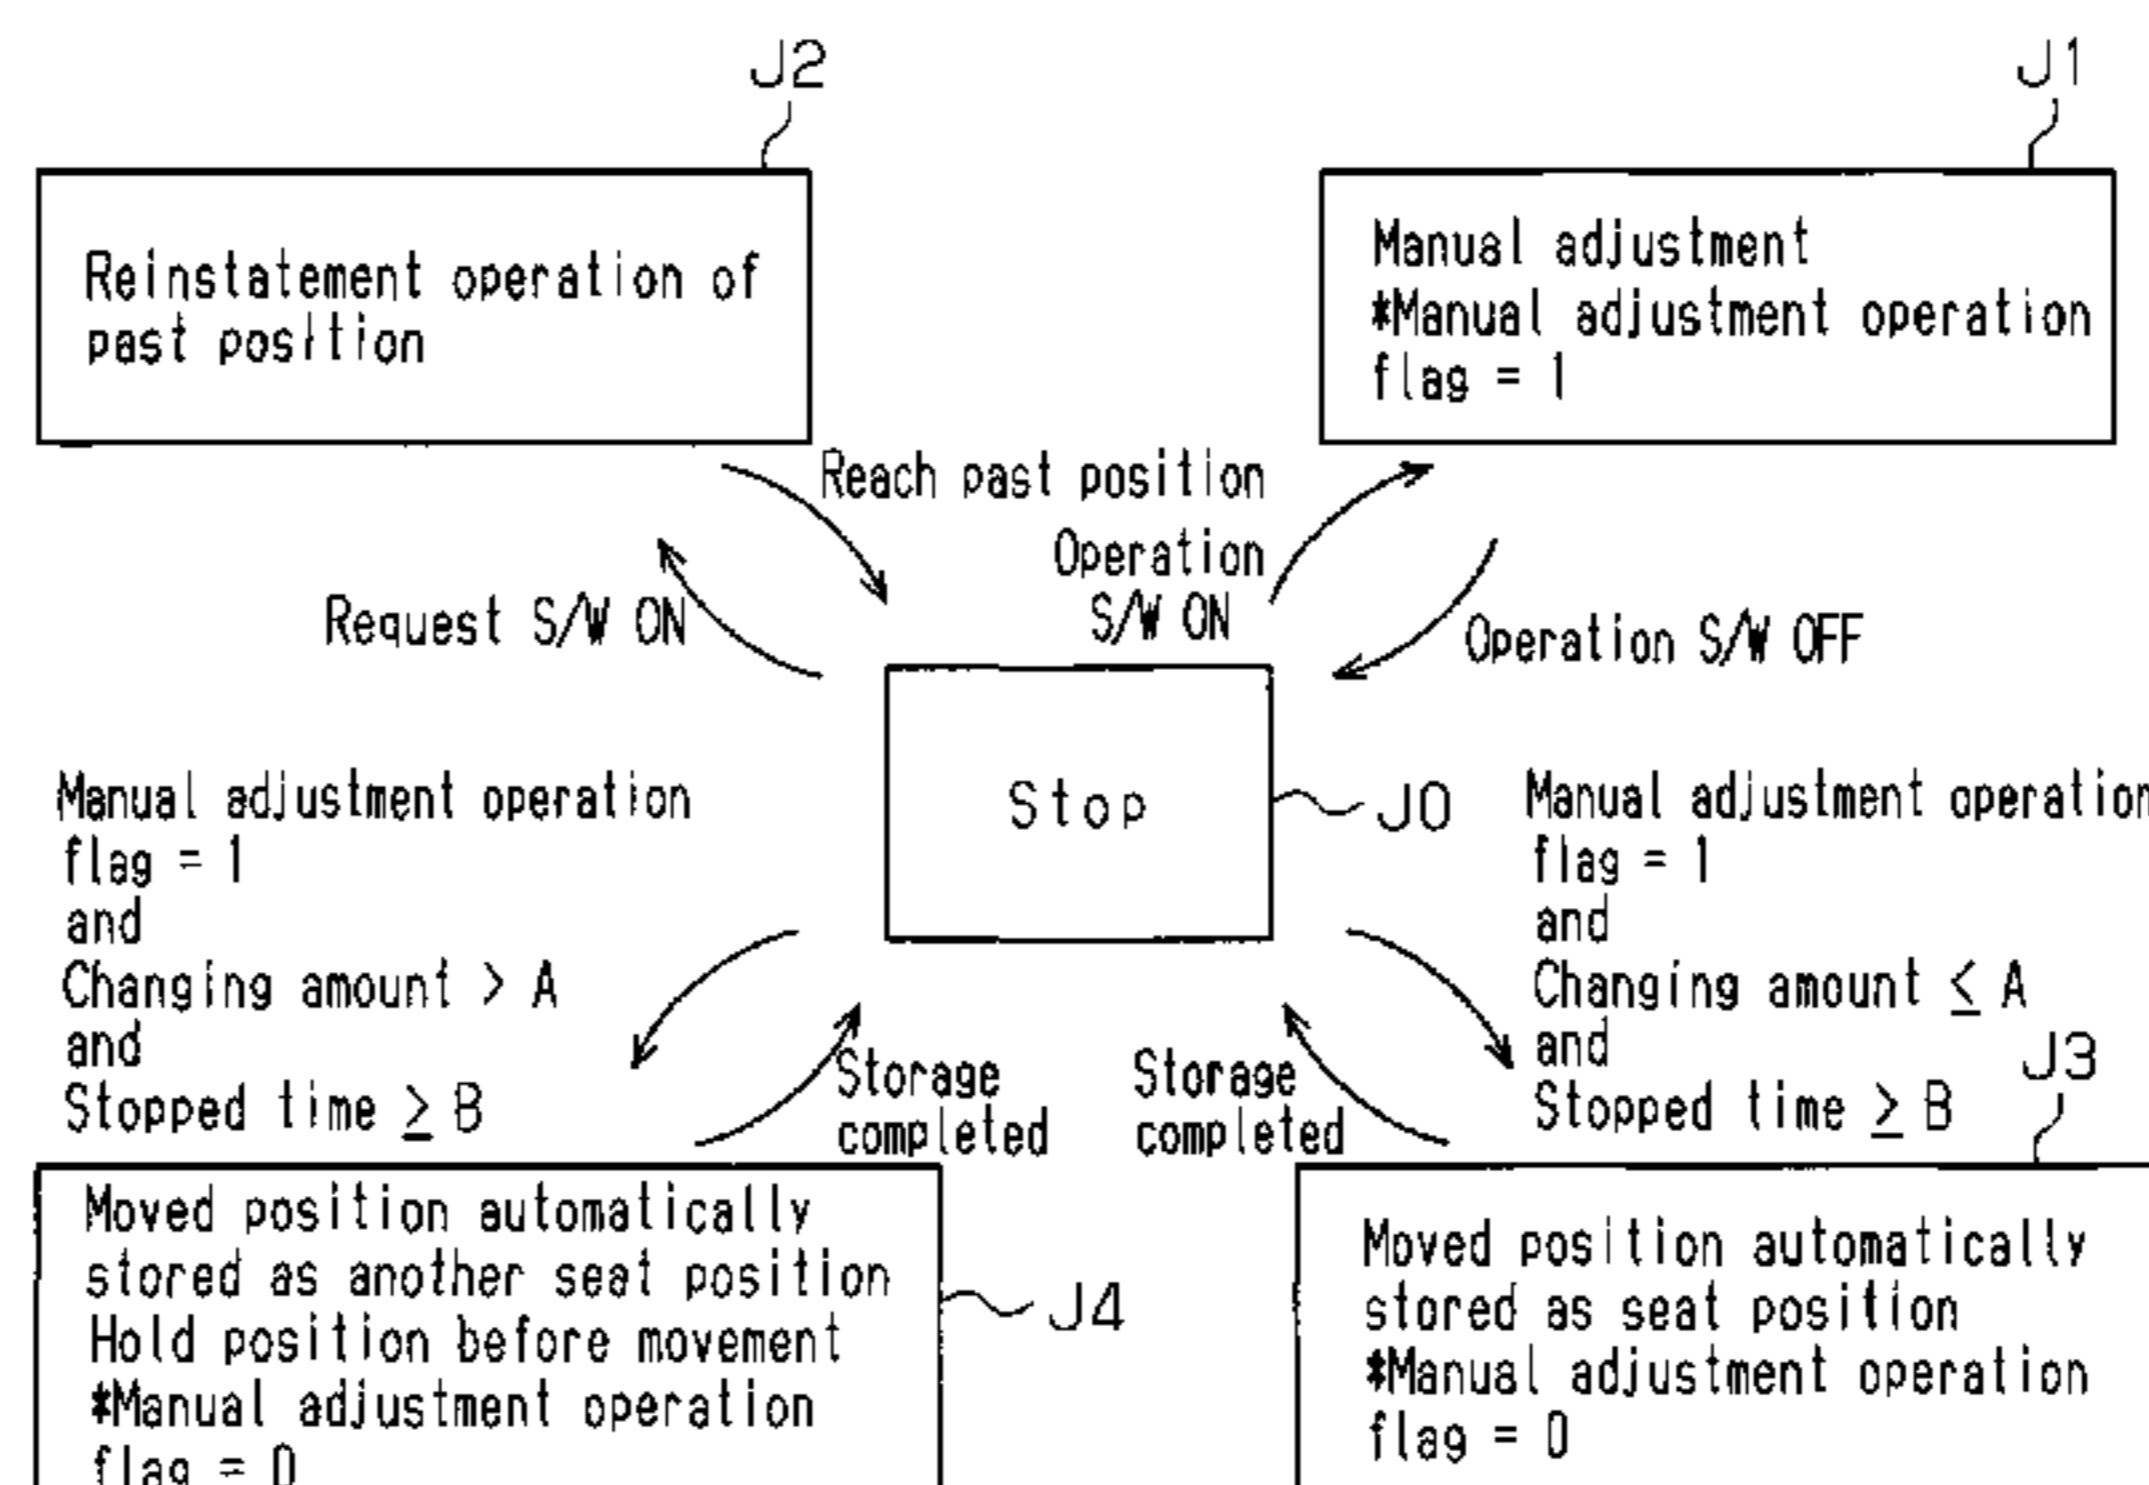 J2
J1
Reinstatement operation of
past position
Manual adjustment
*Manual adjustment operation
flag = 1
Reach past position
Operation
S/W ON
Request S/W ON
Operation S/W OFF
Stop
J0
Manual adjustment operation
flag = 1
and
Changing amount > A
and
Stopped time ≥ B
Manual adjustment operation
flag = 1
and
Changing amount ≤ A
and
Stopped time ≥ B
J3
Storage
completed
Storage
completed
Moved position automatically
stored as another seat position
Hold position before movement
*Manual adjustment operation
flag = 0
J4
Moved position automatically
stored as seat position
*Manual adjustment operation
flag = 0